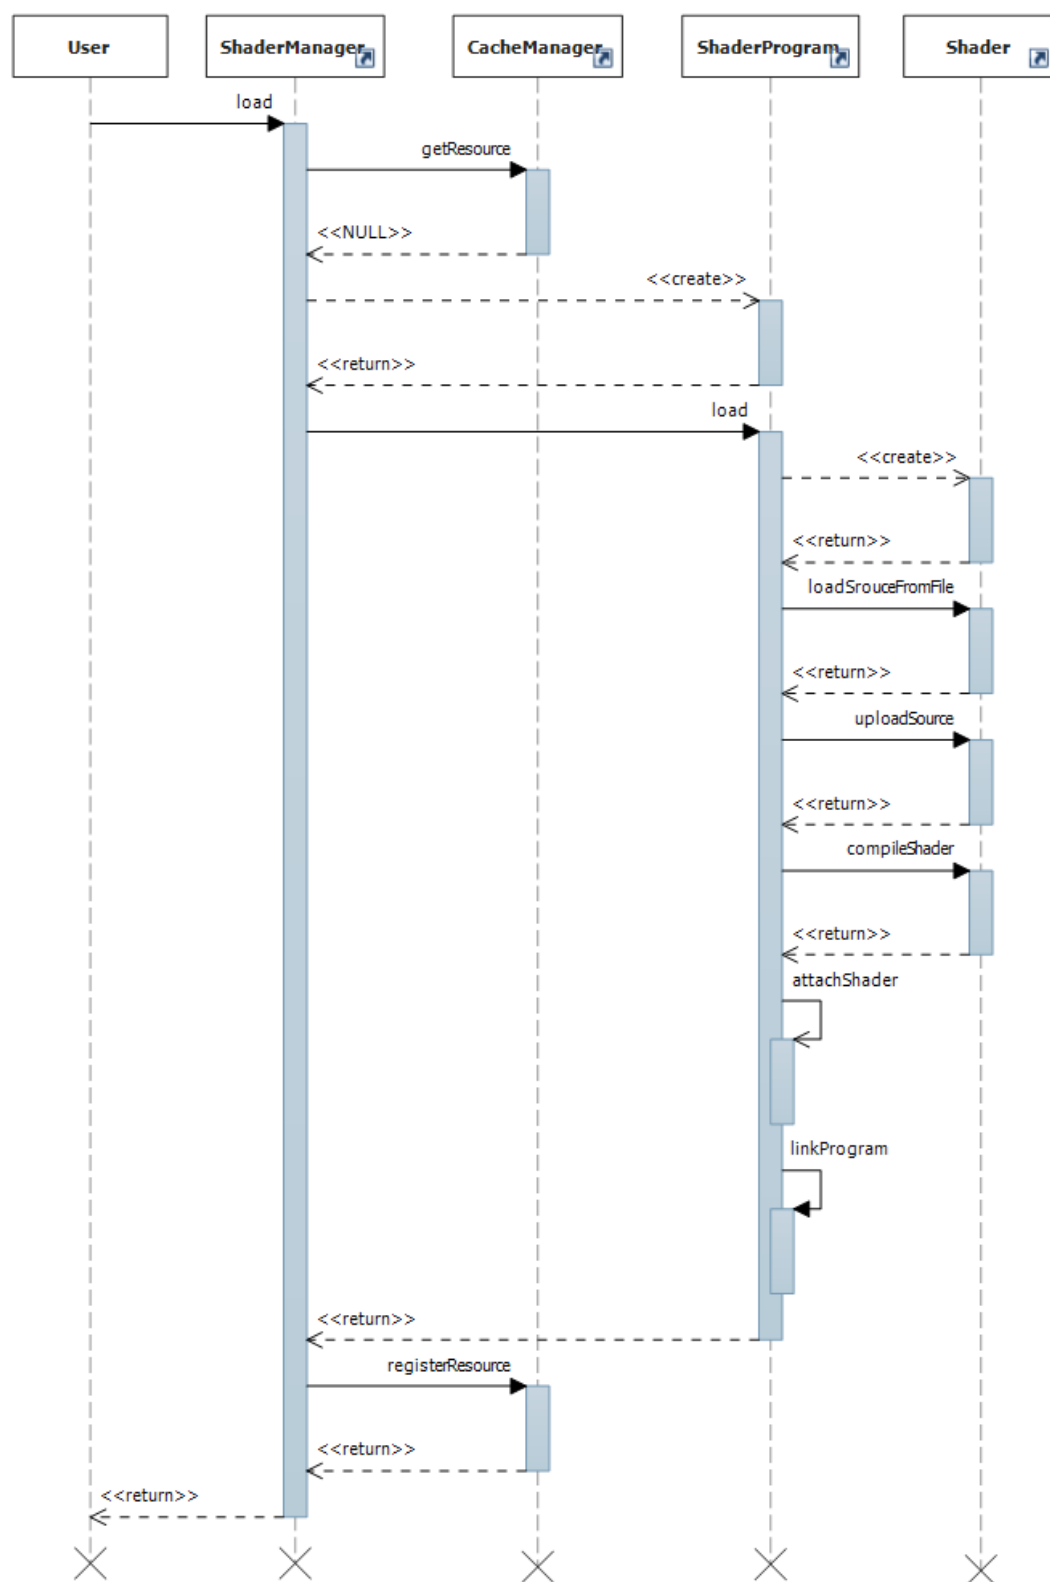 User
ShaderManager
CacheManager
ShaderProgram
Shader
load
getResource
<<NULL>>
<<create>>
<<return>>
load
<<create>>
<<return>>
loadSrouceFromFile
<<return>>
uploadSource
<<return>>
compileShader
<<return>>
attachShader
linkProgram
<<return>>
registerResource
<<return>>
<<return>>